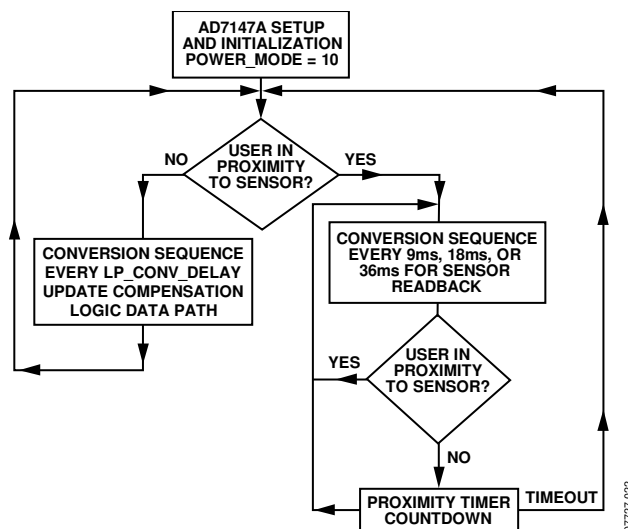 AD7147A SETUP
AND INITIALIZATION
POWER_MODE = 10
USER IN
PROXIMITY
TO SENSOR?
NO
YES
CONVERSION SEQUENCE
EVERY LP_CONV_DELAY
UPDATE COMPENSATION
LOGIC DATA PATH
CONVERSION SEQUENCE
EVERY 9ms, 18ms, OR
36ms FOR SENSOR
READBACK
YES
USER IN
PROXIMITY
TO SENSOR?
NO
PROXIMITY TIMER
COUNTDOWN
TIMEOUT